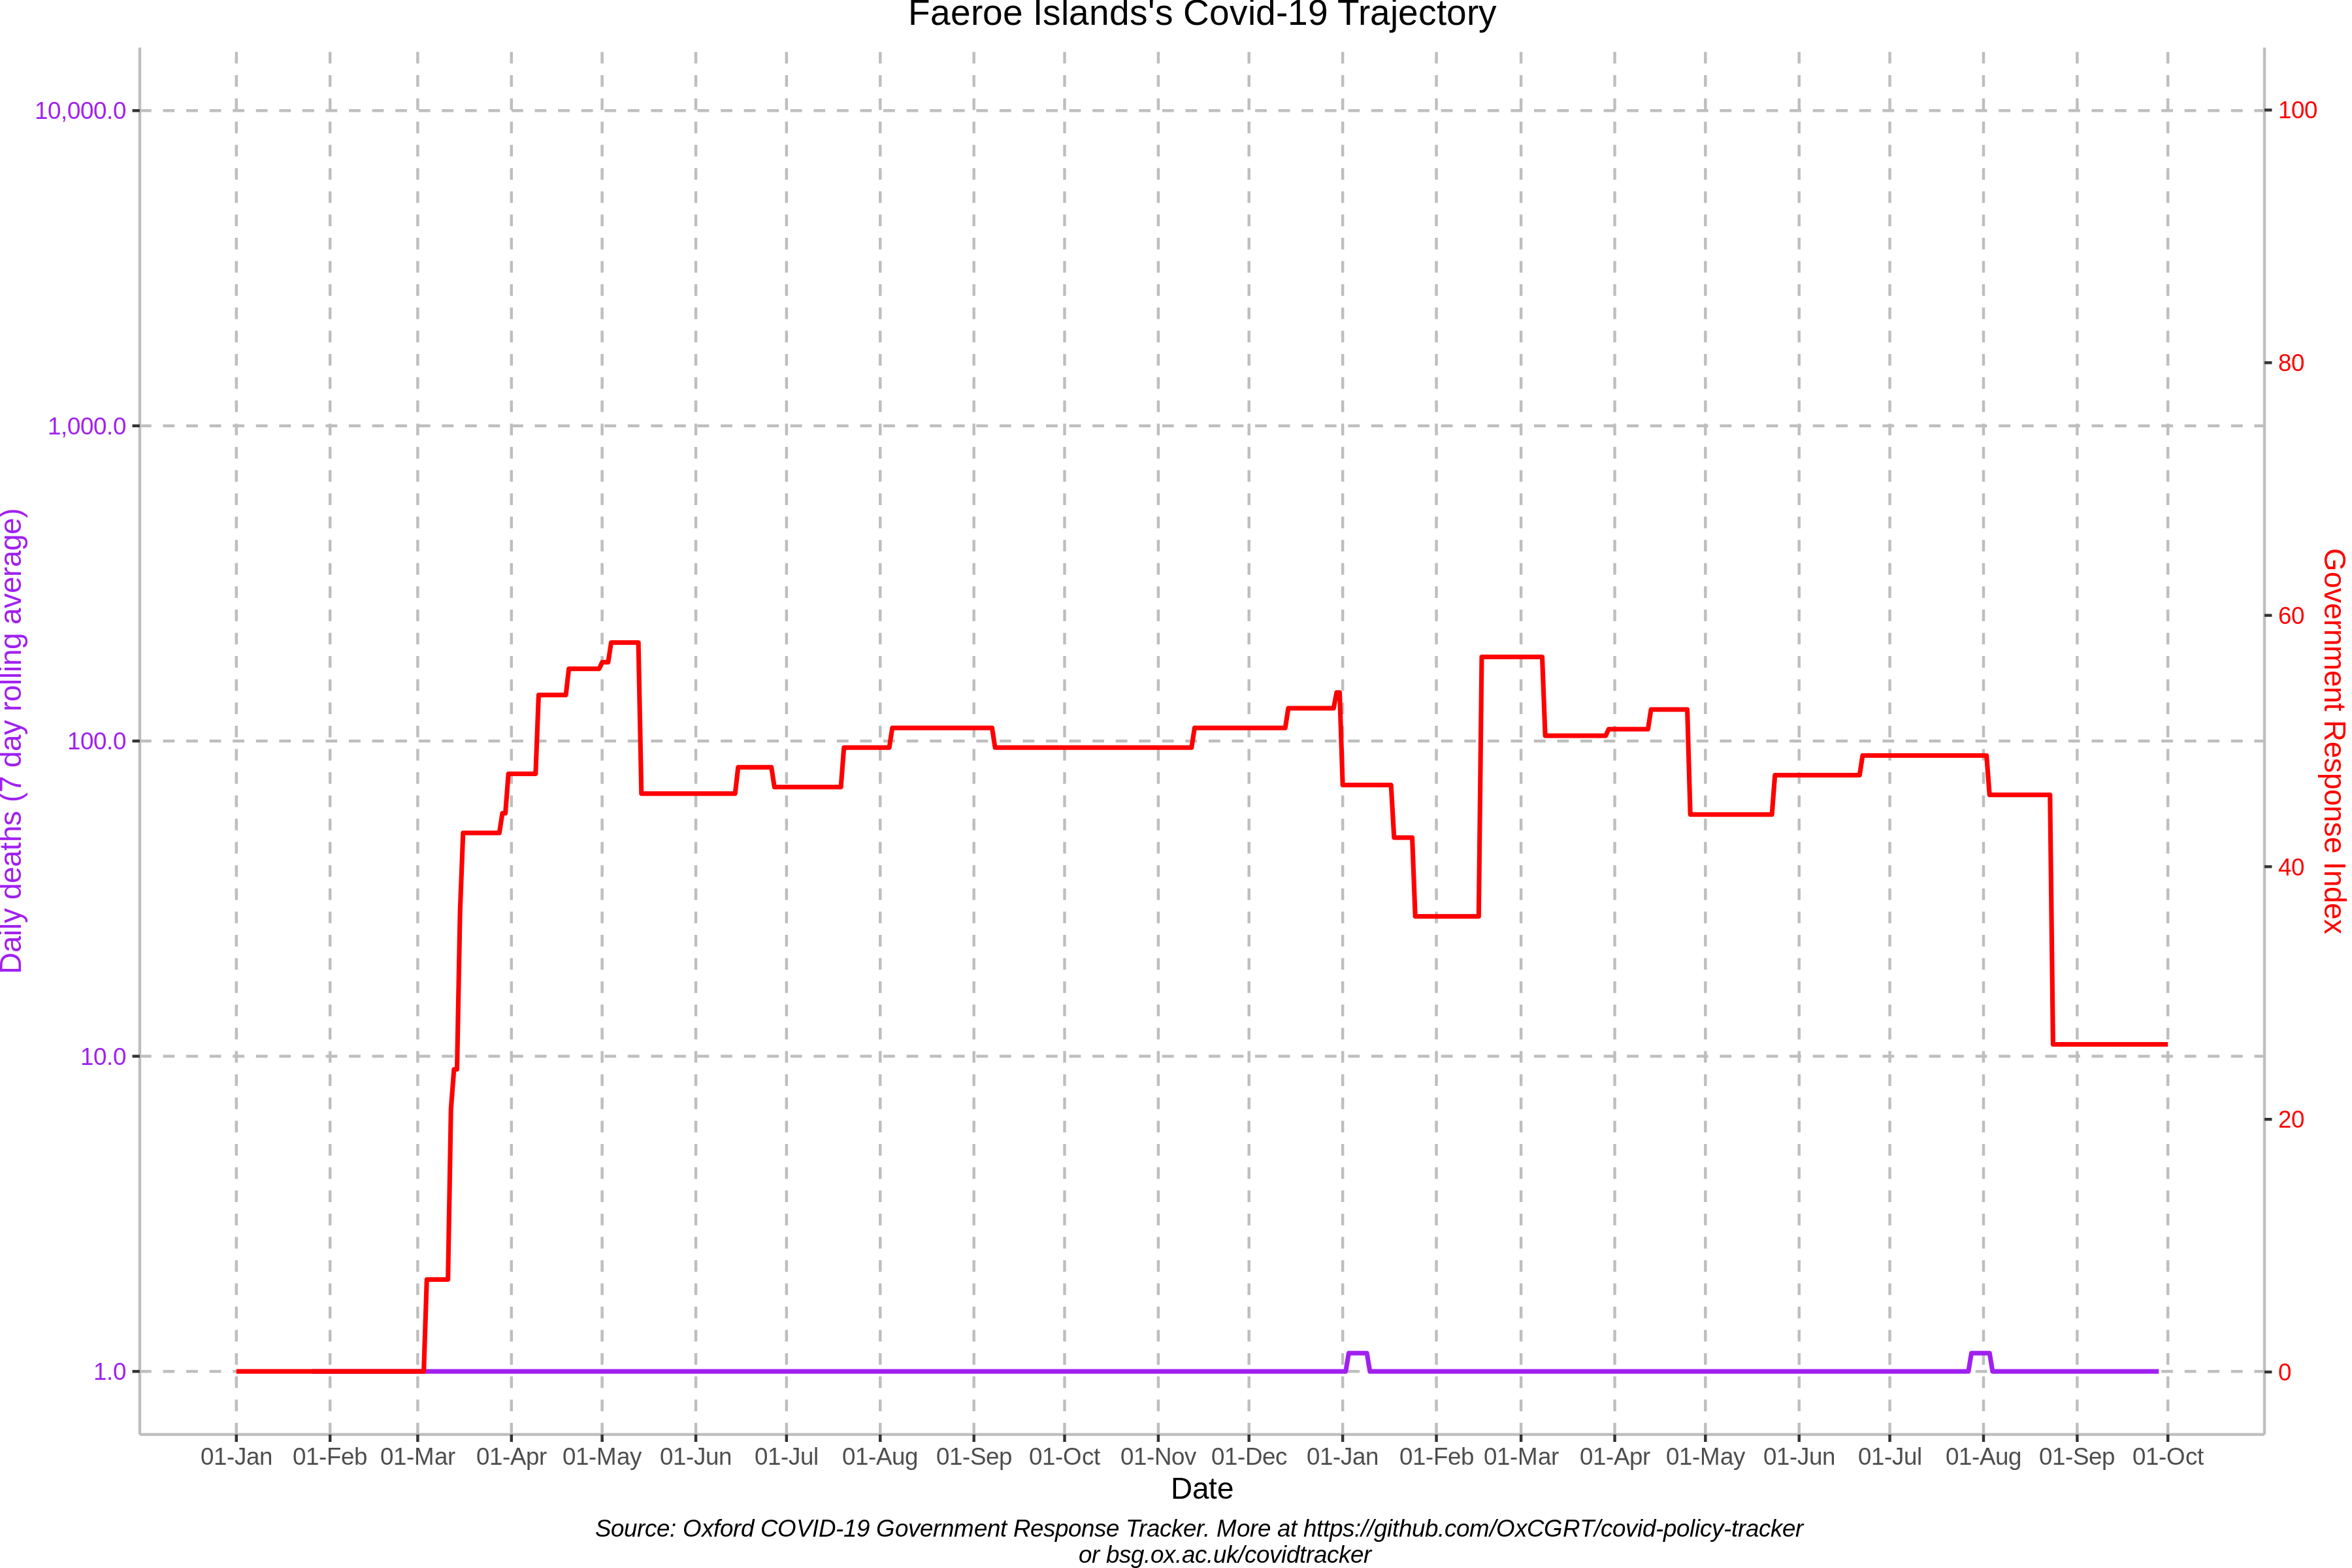 Faeroe Islands's Covid-19 Trajectory
10,000.0
1,000.0
100.0
10.0
1.0
Daily deaths (7 day rolling average)
100
80
60
40
20
0
Government Response Index
01-Jan 01-Feb 01-Mar 01-Apr 01-May 01-Jun 01-Jul 01-Aug 01-Sep 01-Oct 01-Nov 01-Dec 01-Jan 01-Feb 01-Mar 01-Apr 01-May 01-Jun 01-Jul 01-Aug 01-Sep 01-Oct
Date
Source: Oxford COVID-19 Government Response Tracker. More at https://github.com/OxCGRT/covid-policy-tracker
or bsg.ox.ac.uk/covidtracker